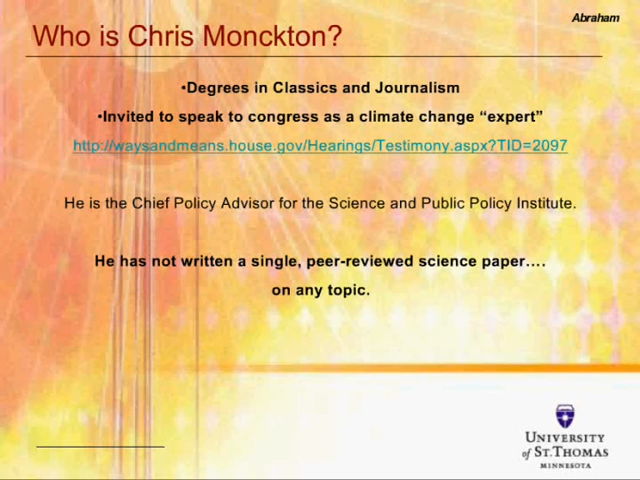 Abraham
Who is Chris Monckton?
•Degrees in Classics and Journalism
•Invited to speak to congress as a climate change “expert”
http://waysandmeans.house.gov/Hearings/Testimony.aspx?TID=2097
He is the Chief Policy Advisor for the Science and Public Policy Institute.
He has not written a single, peer-reviewed science paper….
on any topic.
UNIVERSITY
of ST. THOMAS
MINNESOTA